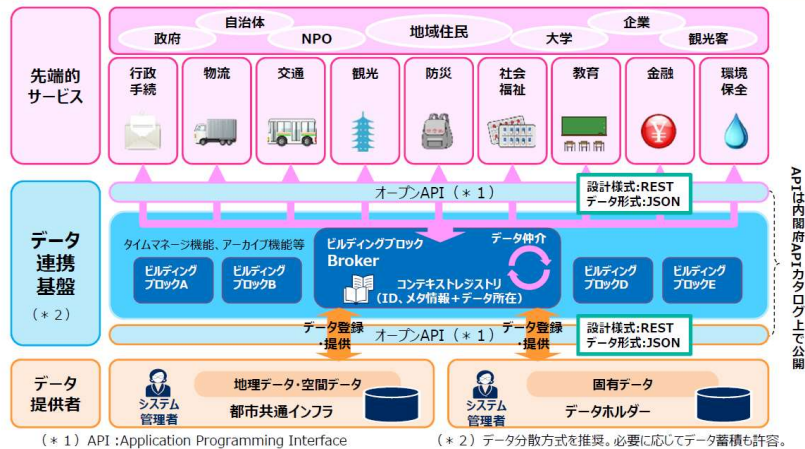 自治体
企業
政府
NPO
地域住民
大学
観光客
先端的
サービス
行政
手続
物流
交通
観光
防災
社会
福祉
教育
金融
環境
保全
オープンAPI（＊1）
設計様式:REST
データ形式:JSON
データ
連携
基盤
（＊2）
タイムマネージ機能、アーカイブ機能等
ビルディング
ブロックA
ビルディング
ブロックB
ビルディングブロック
Broker
データ仲介
コンテキストレジストリ
（ID、メタ情報＋データ所在）
ビルディング
ブロックD
ビルディング
ブロックE
データ登録
・提供
オープンAPI（＊1）
データ登録
・提供
設計様式:REST
データ形式:JSON
APIは内閣府APIカタログ上で公開
データ
提供者
システム
管理者
地理データ・空間データ
都市共通インフラ
システム
管理者
固有データ
データホルダー
（＊1）API :Application Programming Interface
（＊2）データ分散方式を推奨。必要に応じてデータ蓄積も許容。